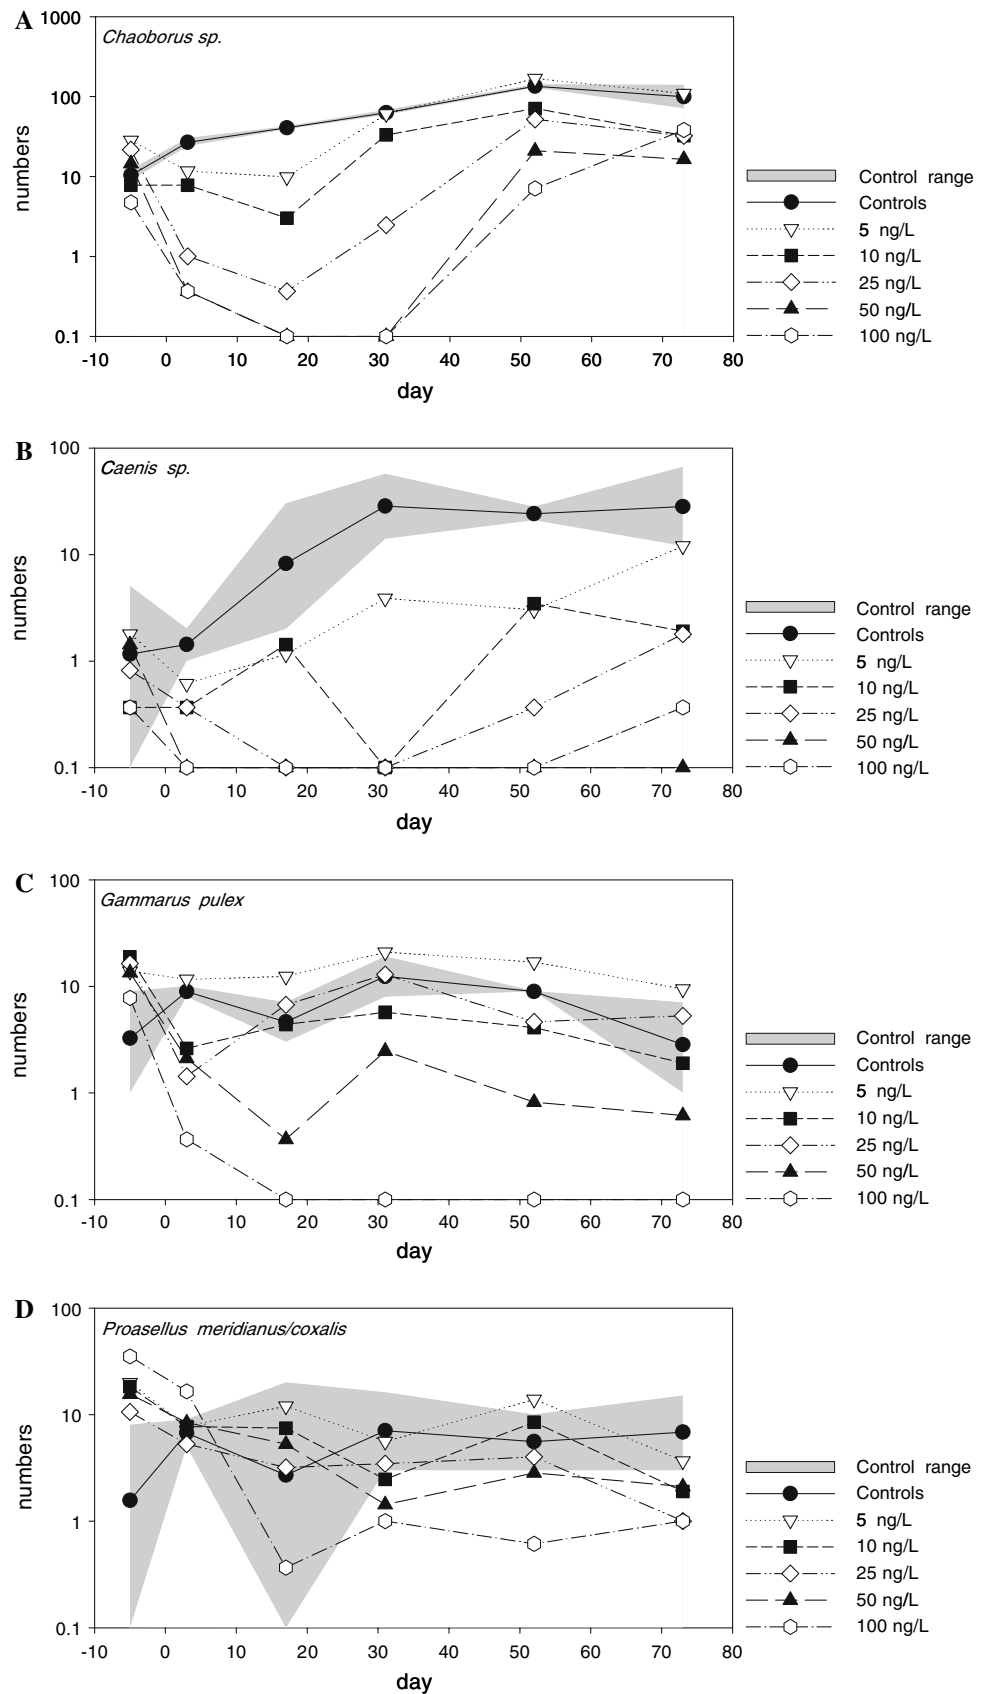 A
1000
Chaoborus sp.
100
10
1
0.1
numbers
-10 0 10 20 30 40 50 60 70 80
day
Control range
Controls
5 ng/L
10 ng/L
25 ng/L
50 ng/L
100 ng/L
B
100
Caenis sp.
10
1
0.1
numbers
-10 0 10 20 30 40 50 60 70 80
day
Control range
Controls
5 ng/L
10 ng/L
25 ng/L
50 ng/L
100 ng/L
C
100
Gammarus pulex
10
1
0.1
numbers
-10 0 10 20 30 40 50 60 70 80
day
Control range
Controls
5 ng/L
10 ng/L
25 ng/L
50 ng/L
100 ng/L
D
100
Proasellus meridianus/coxalis
10
1
0.1
numbers
-10 0 10 20 30 40 50 60 70 80
day
Control range
Controls
5 ng/L
10 ng/L
25 ng/L
50 ng/L
100 ng/L